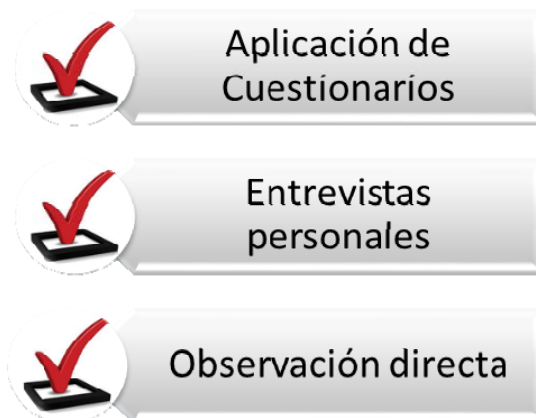 Aplicación de
Cuestionarios
Entrevistas
personales
Observación directa